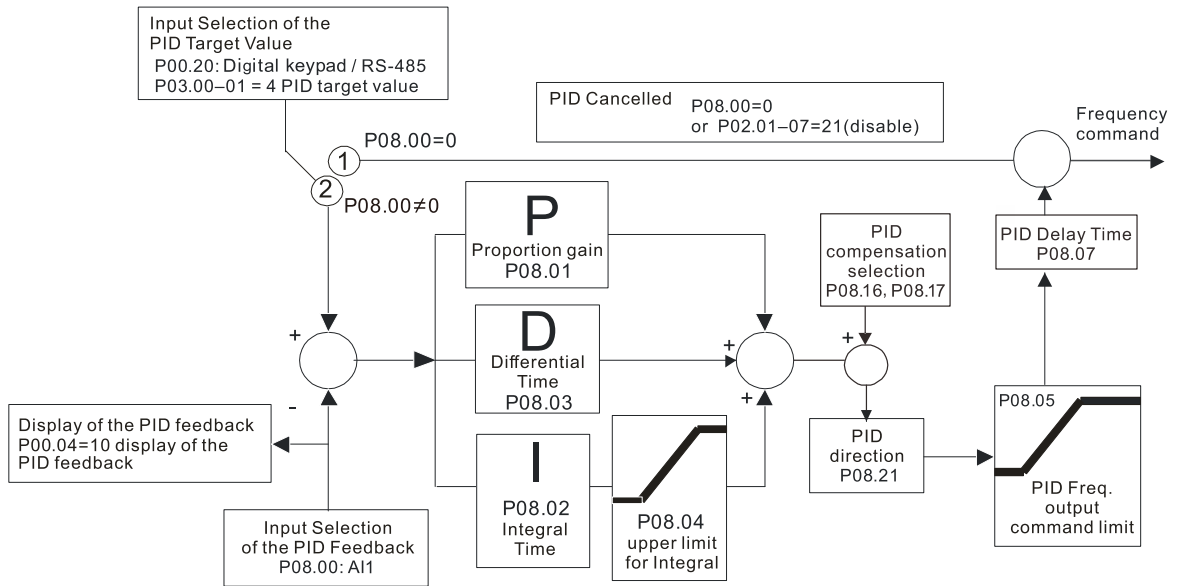 Input Selection of the
PID Target Value
P00.20: Digital keypad / RS-485
P03.00–01 = 4 PID target value
PID Cancelled
P08.00=0
or P02.01–07=21(disable)
Frequency
command
1
P08.00=0
2
P08.00≠0
P
Proportion gain
P08.01
PID
compensation
selection
P08.16, P08.17
PID Delay Time
P08.07
+
D
Differential
Time
P08.03
+
+
+
-
Display of the PID feedback
P00.04=10 display of the
PID feedback
I
P08.02
Integral
Time
P08.04
upper limit
for Integral
PID
direction
P08.21
P08.05
PID Freq.
output
command limit
Input Selection
of the PID Feedback
P08.00: AI1